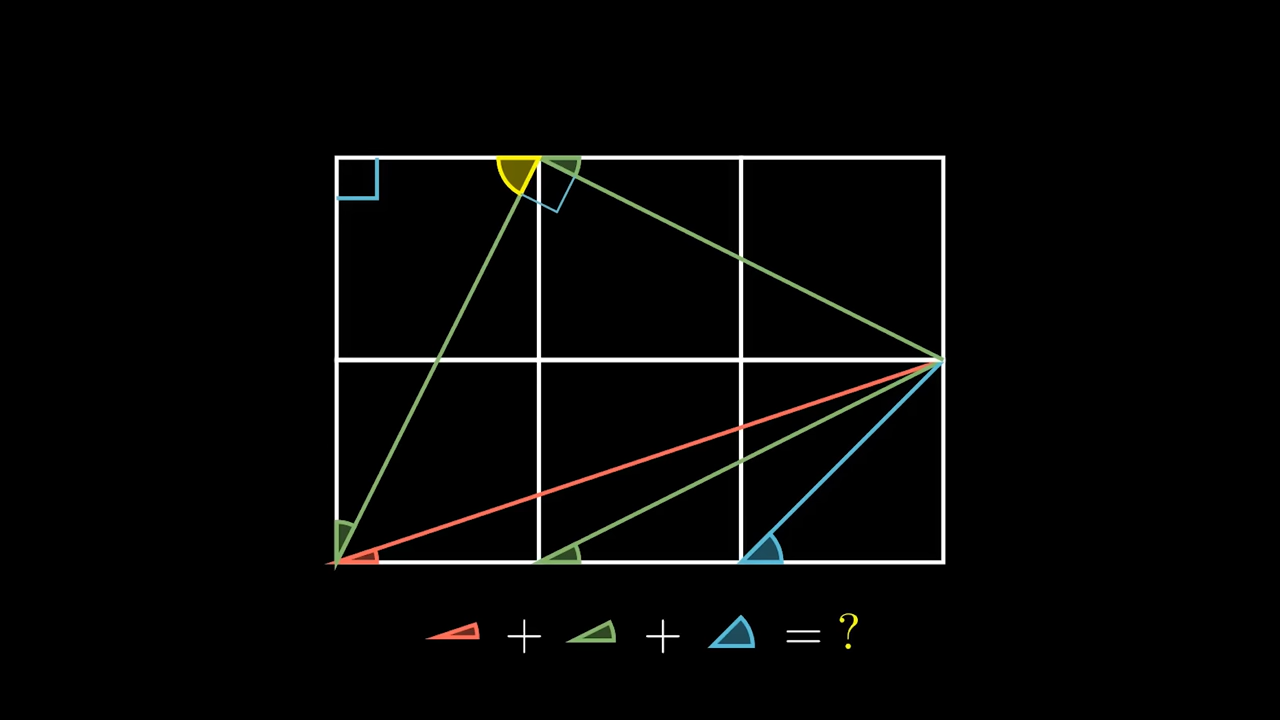 + + = ?